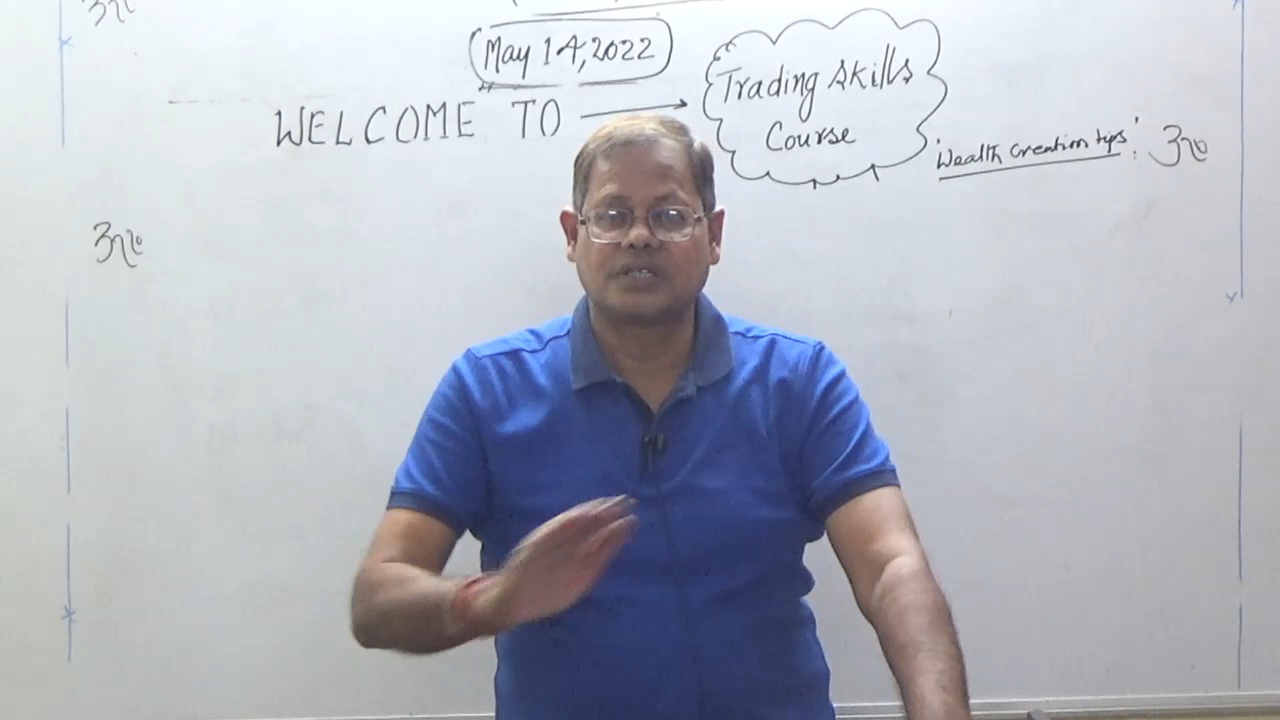 May 14, 2022
WELCOME TO
Trading Skills
Course
'Wealth creation tips'.